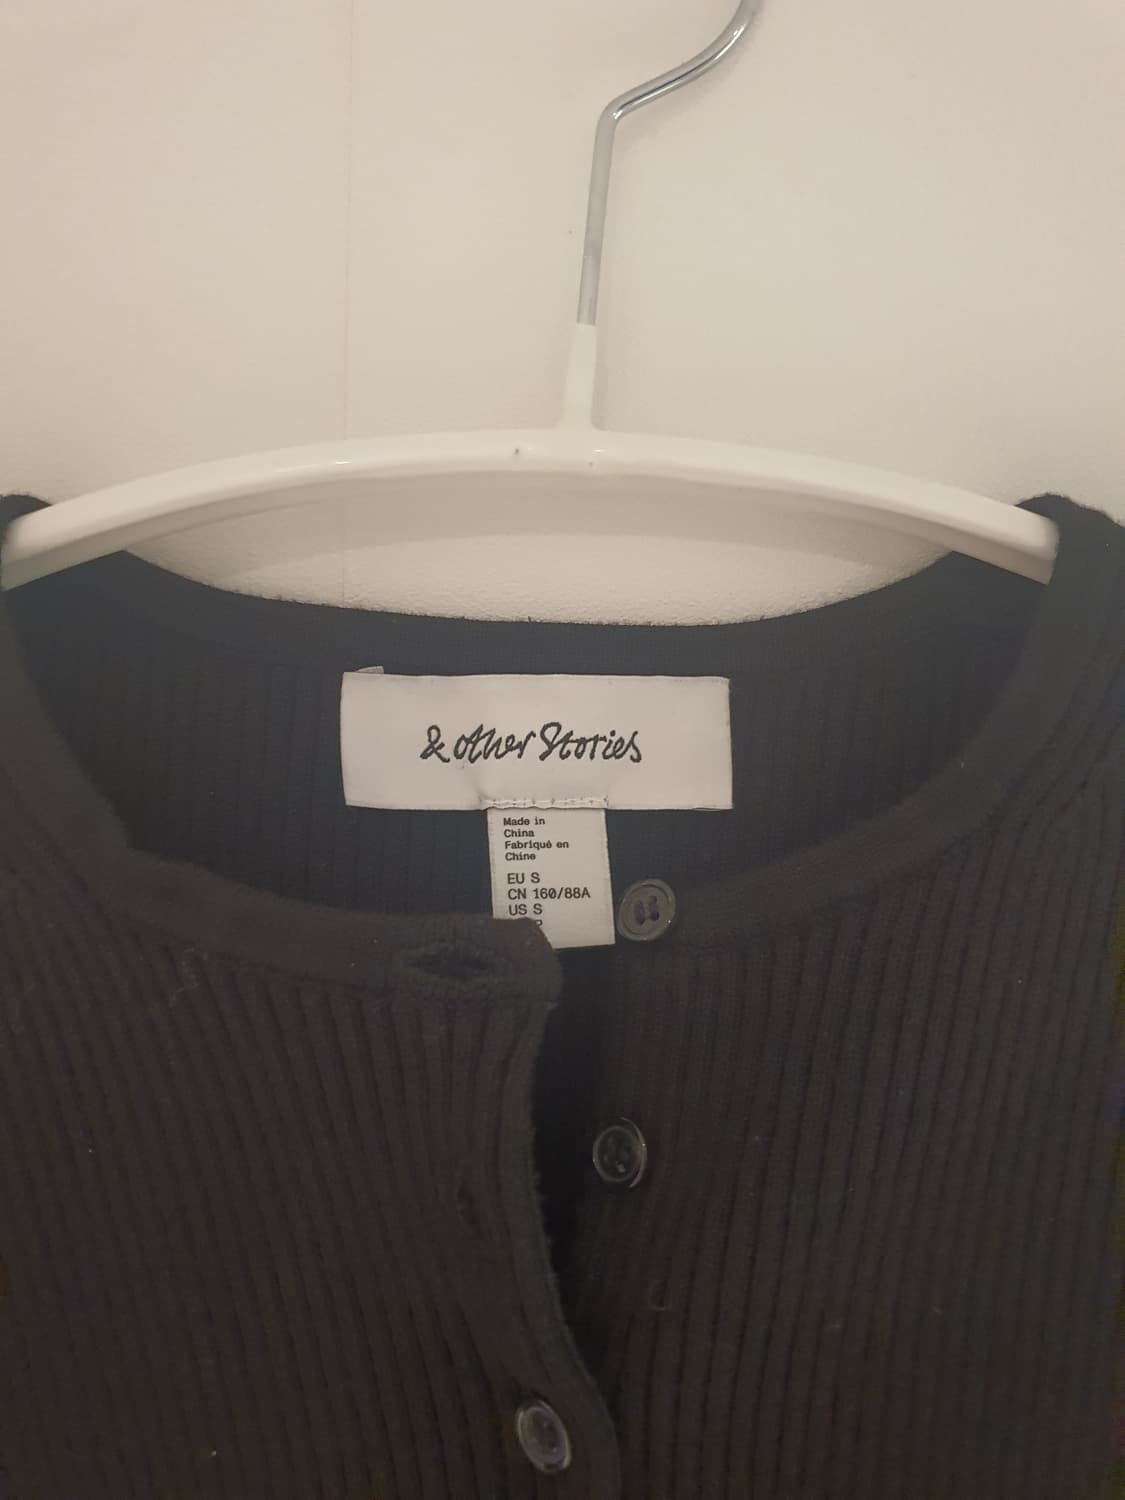 & other Stories
Made in
China
Fabriqué en
Chine
EU S
CN 160/88A
US S